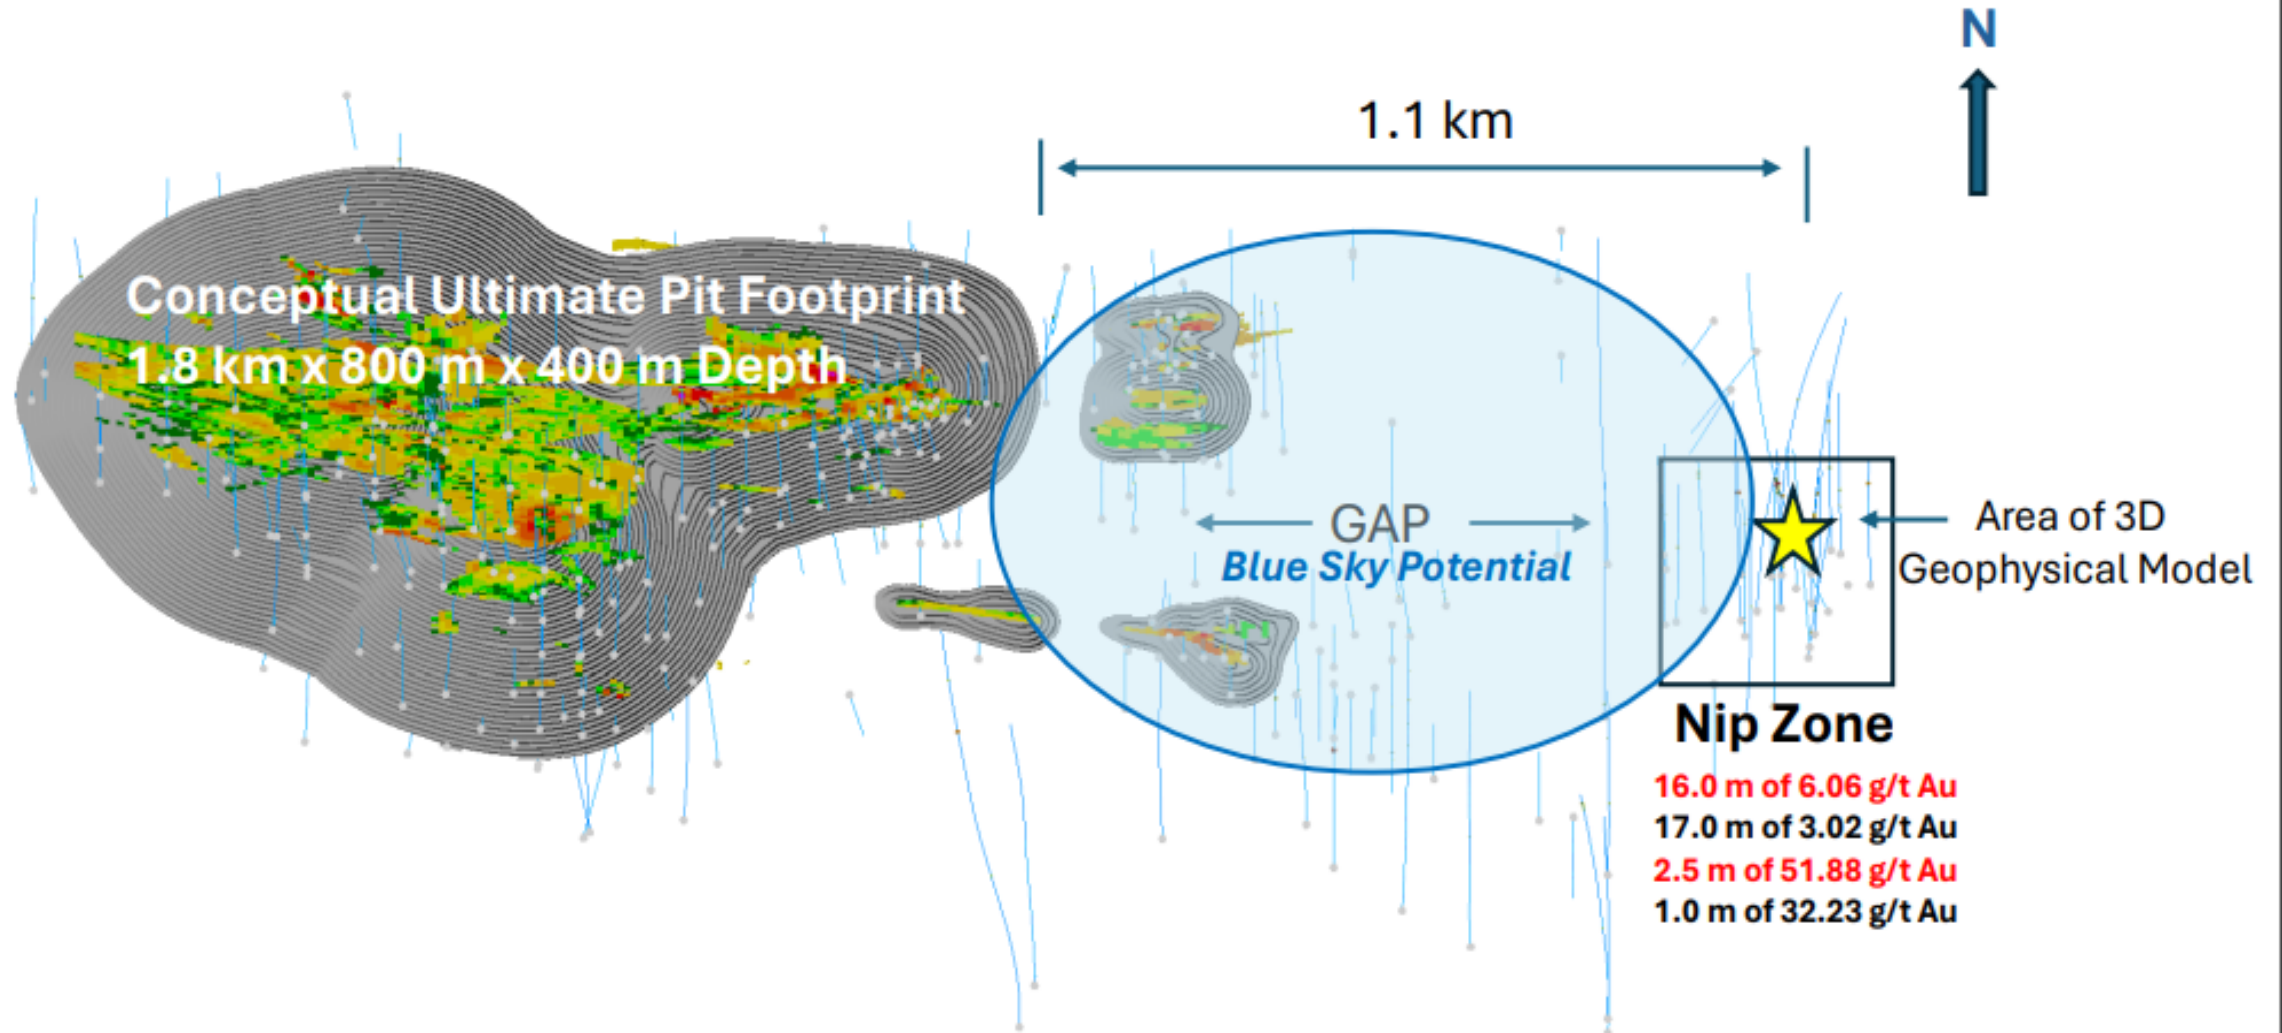 N
1.1 km
Conceptual Ultimate Pit Footprint
1.8 km x 800 m x 400 m Depth
GAP
Blue Sky Potential
Area of 3D
Geophysical Model
Nip Zone
16.0 m of 6.06 g/t Au
17.0 m of 3.02 g/t Au
2.5 m of 51.88 g/t Au
1.0 m of 32.23 g/t Au